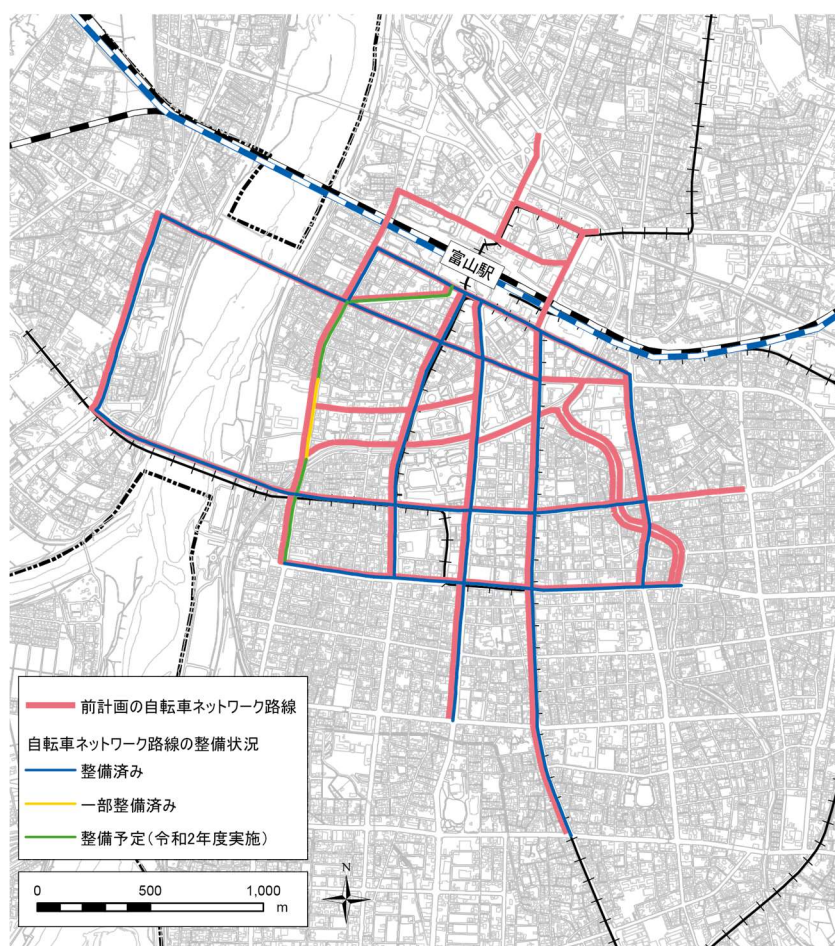 富山駅
前計画の自転車ネットワーク路線
自転車ネットワーク路線の整備状況
整備済み
一部整備済み
整備予定(令和2年度実施)
N
0 500 1,000
m